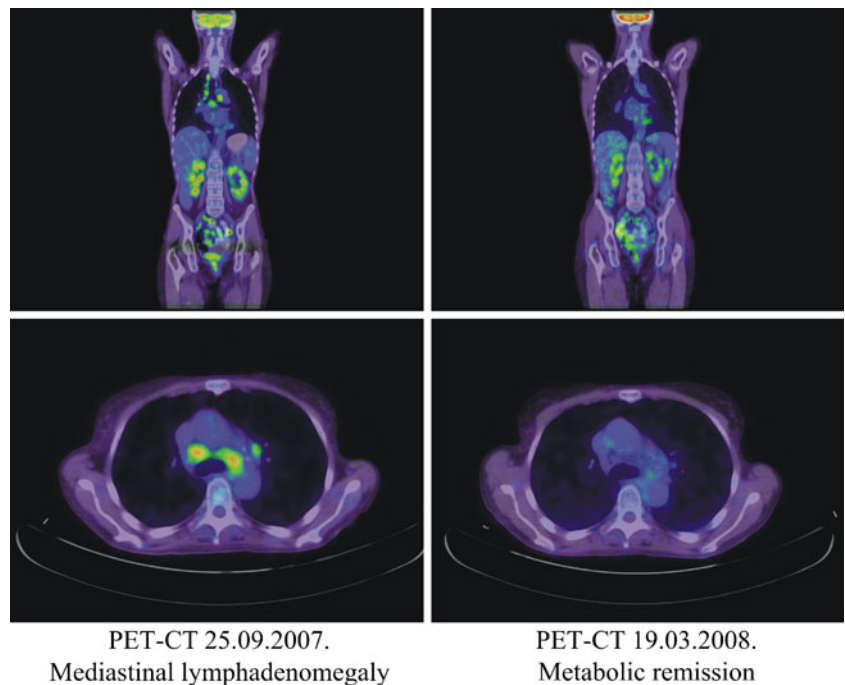 PET-CT 25.09.2007.
Mediastinal lymphadenomegaly
PET-CT 19.03.2008.
Metabolic remission